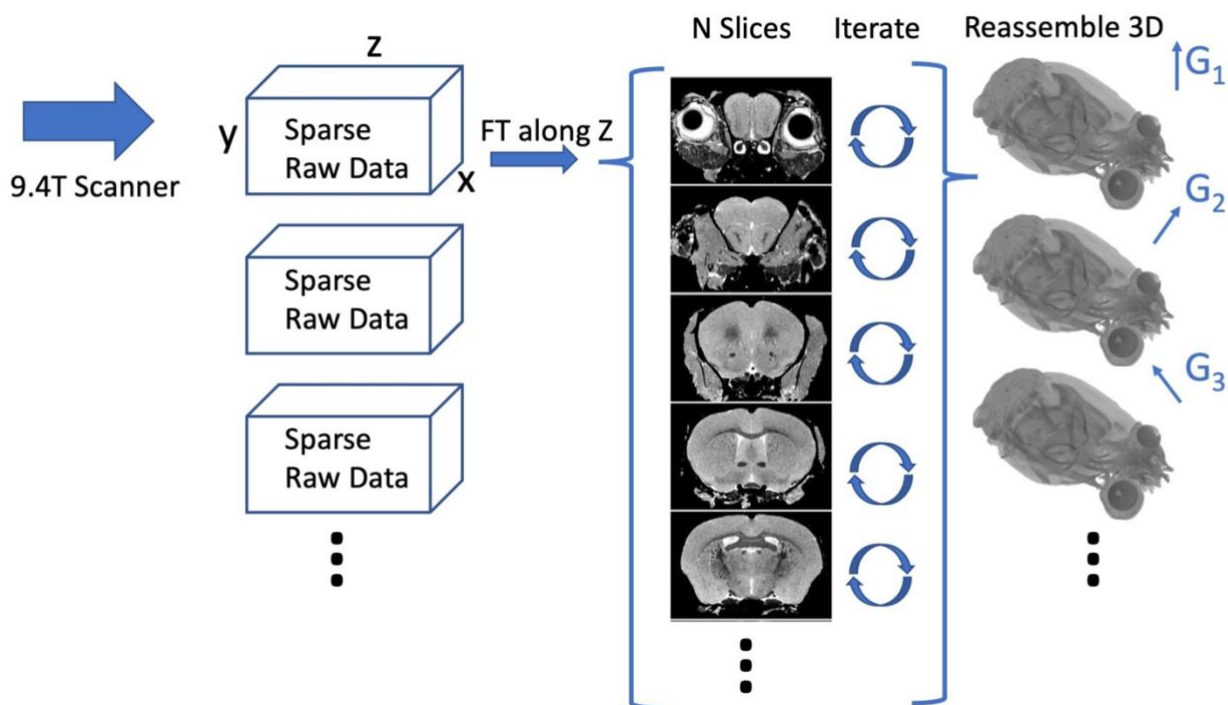 N Slices
Iterate
Reassemble 3D
9.4T Scanner
z
y
x
Sparse
Raw Data
FT along Z
Sparse
Raw Data
Sparse
Raw Data
G1
G2
G3